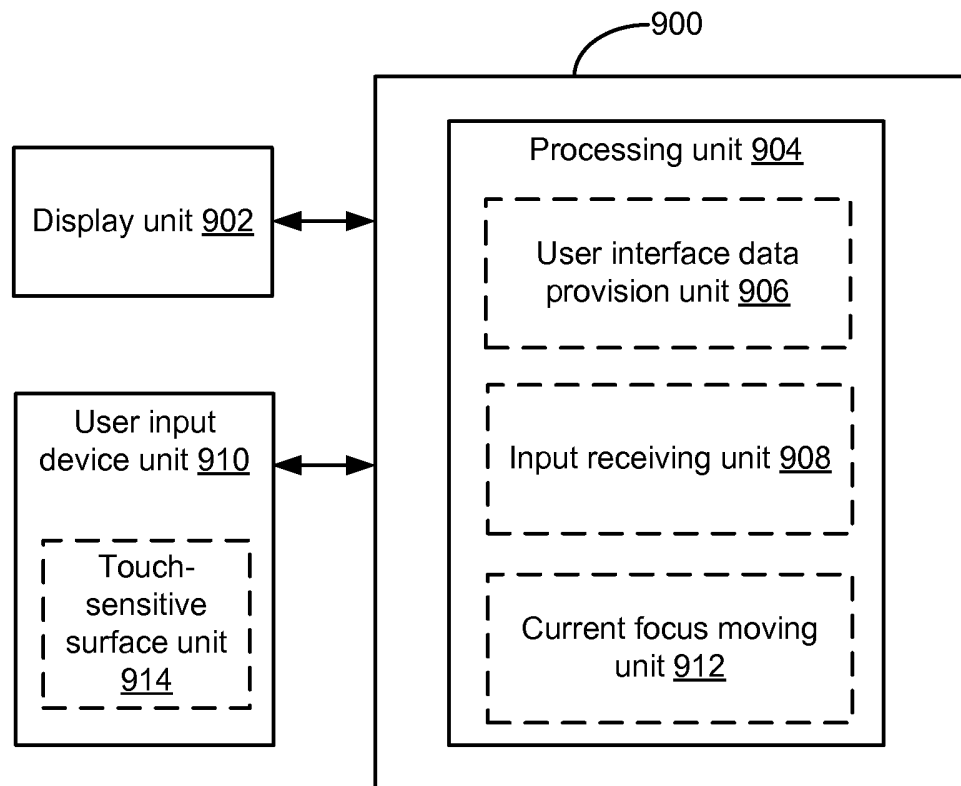 900
Processing unit 904
Display unit 902
User interface data
provision unit 906
User input
device unit 910
Input receiving unit 908
Touch-
sensitive
surface unit
914
Current focus moving
unit 912